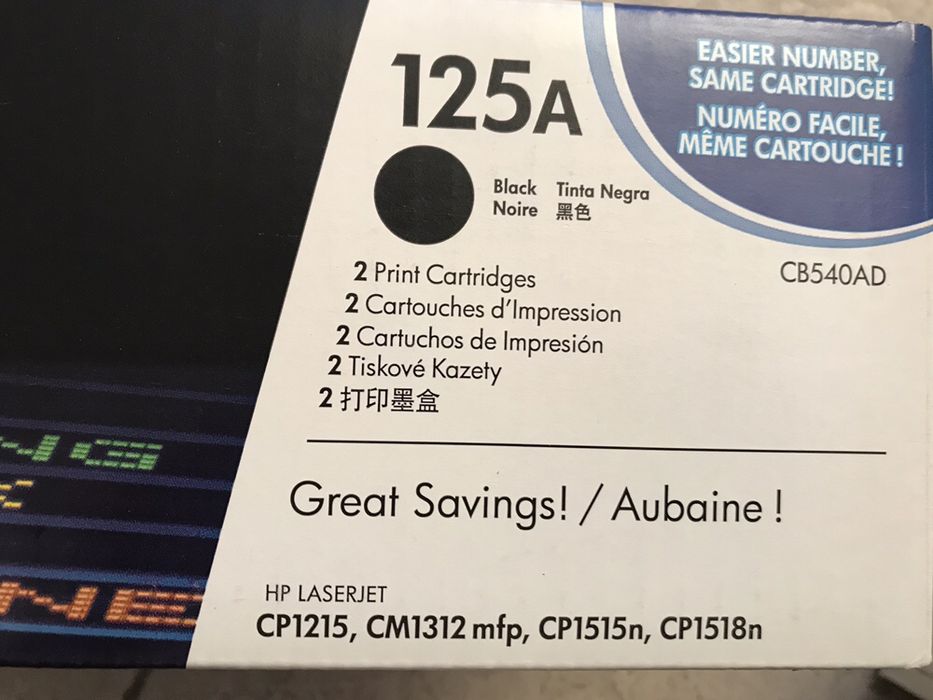 125A
EASIER NUMBER,
SAME CARTRIDGE!
NUMÉRO FACILE,
MÊME CARTOUCHE !
Black Tinta Negra
Noire 黑色
CB540AD
2 Print Cartridges
2 Cartouches d'Impression
2 Cartuchos de Impresión
2 Tiskové Kazety
2 打印墨盒
Great Savings! / Aubaine !
HP LASERJET
CP1215, CM1312 mfp, CP1515n, CP1518n